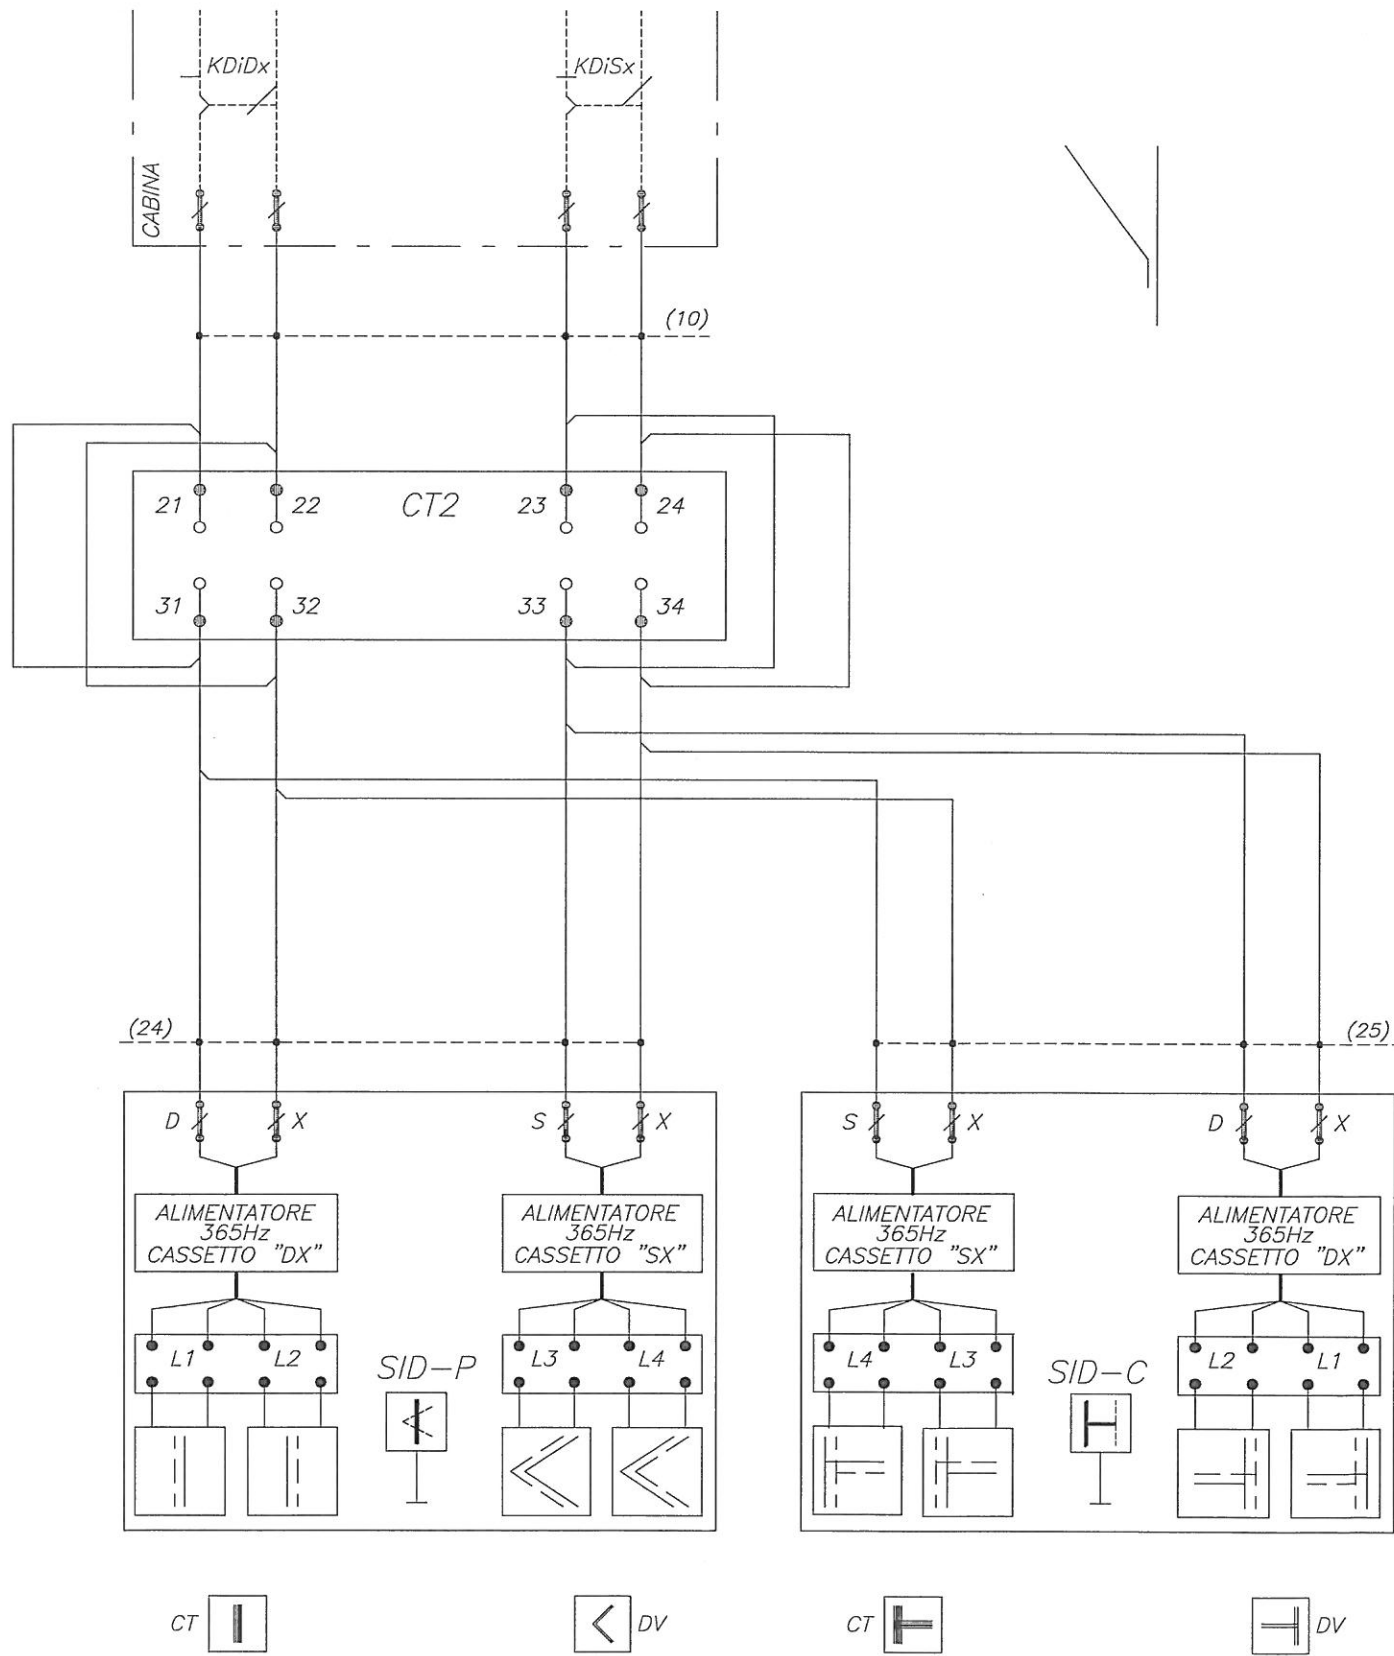 KDiDx
KDiSx
CABINA
(10)
21
22
CT2
23
24
31
32
33
34
(24)
(25)
D
X
S
X
S
X
D
X
ALIMENTATORE
365Hz
CASSETTO "DX"
ALIMENTATORE
365Hz
CASSETTO "SX"
ALIMENTATORE
365Hz
CASSETTO "SX"
ALIMENTATORE
365Hz
CASSETTO "DX"
L1
L2
SID-P
L3
L4
L4
L3
SID-C
L2
L1
CT
DV
CT
DV